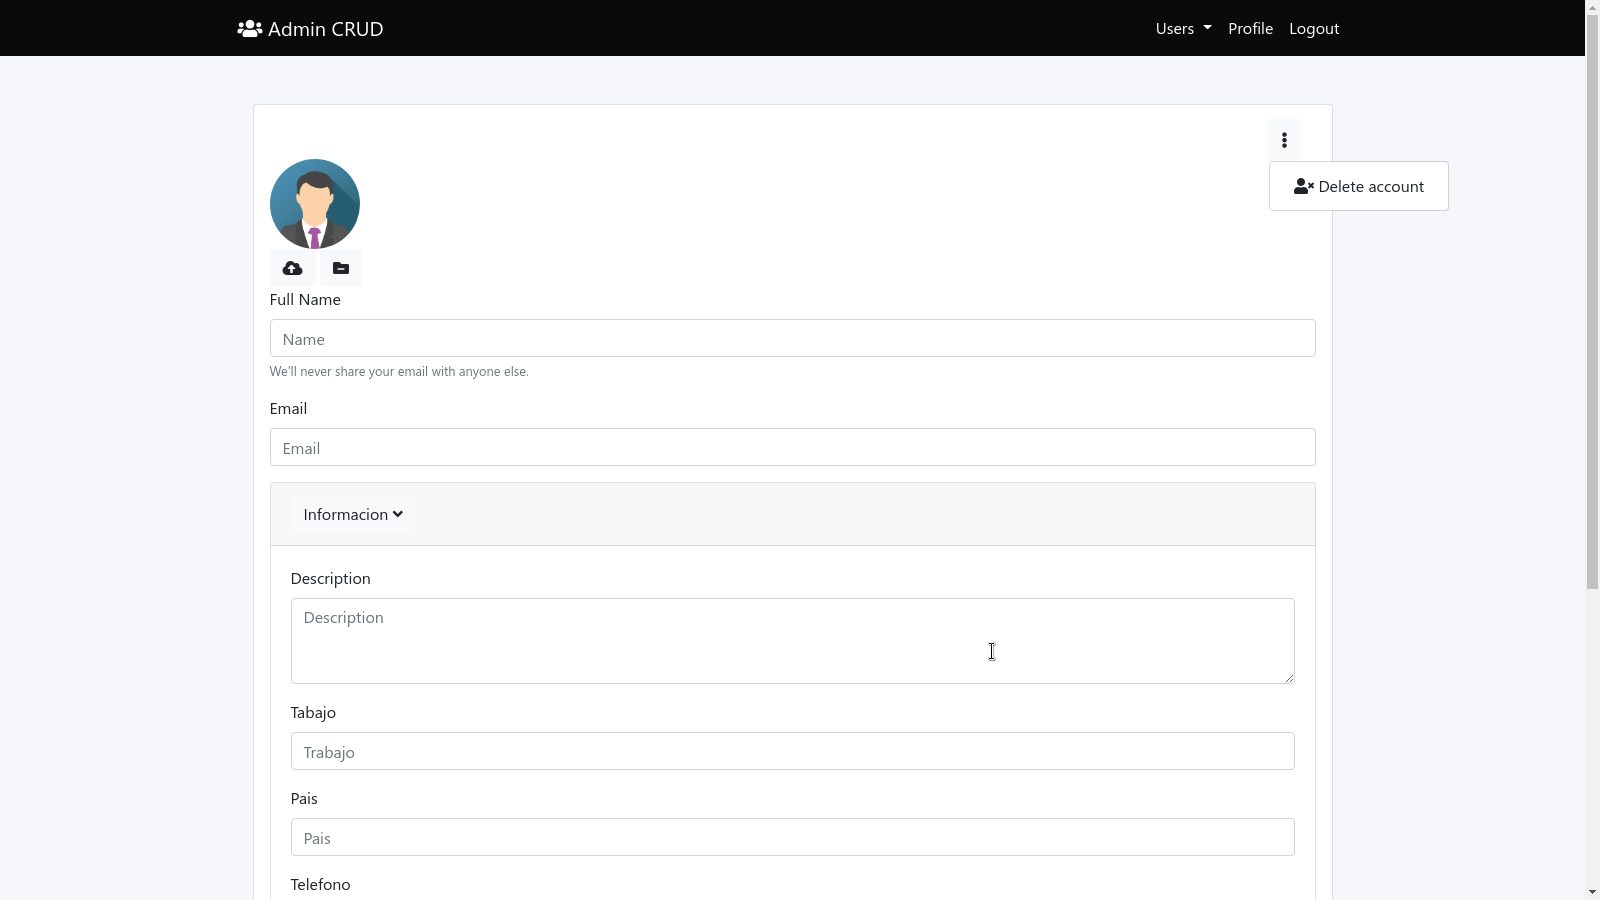 Admin CRUD
Users Profile Logout
Delete account
Full Name
Name
We'll never share your email with anyone else.
Email
Email
Informacion
Description
Description
Tabajo
Trabajo
Pais
Pais
Telefono